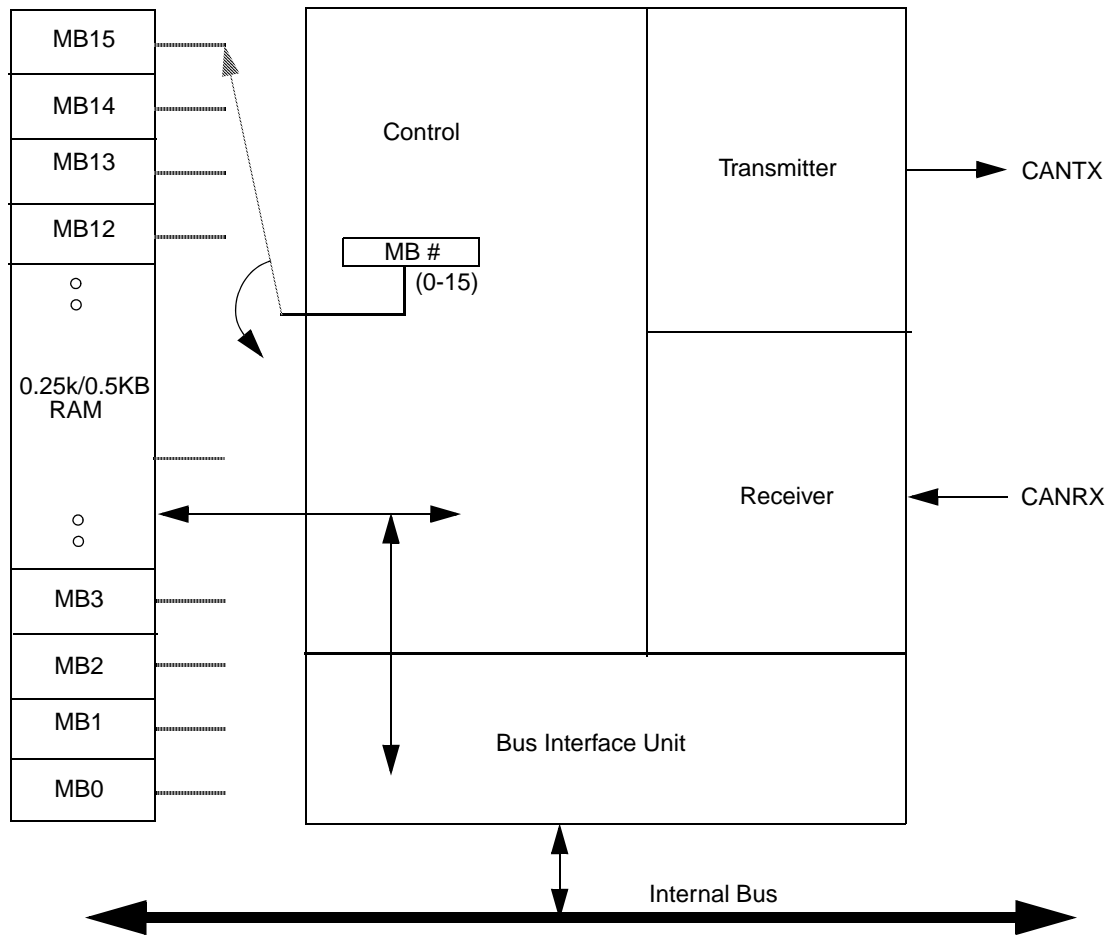 MB15
MB14
MB13
MB12
0.25k/0.5KB
RAM
MB3
MB2
MB1
MB0
Control
MB #
(0-15)
Transmitter
CANTX
Receiver
CANRX
Bus Interface Unit
Internal Bus